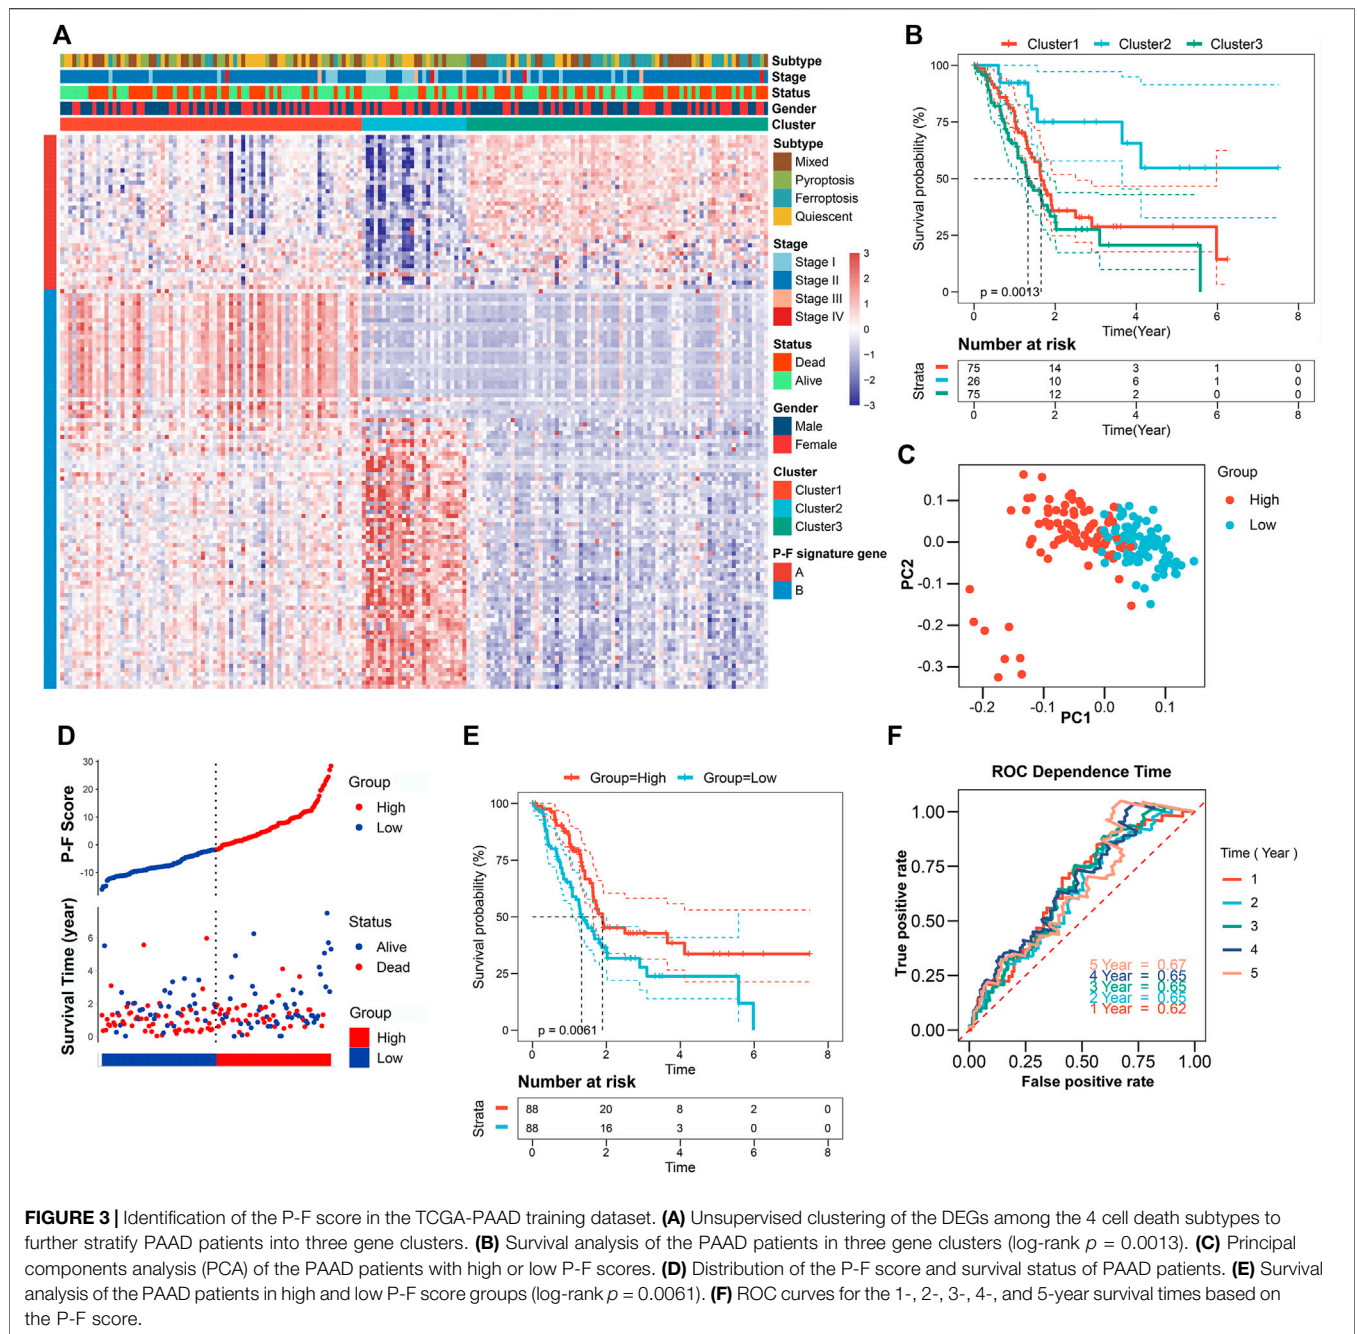 A
Subtype
Stage
Status
Gender
Cluster
Subtype
Mixed
Pyroptosis
Ferroptosis
Quiescent
Stage
Stage I
Stage II
Stage III
Stage IV
Status
Dead
Alive
Gender
Male
Female
Cluster
Cluster1
Cluster2
Cluster3
P-F signature gene
A
B
3
2
1
0
−1
−2
−3
B
Cluster1 Cluster2 Cluster3
Survival probability (%)
100
75
50
25
0
p = 0.0013
0 2 4 6 8
Time(Year)
Number at risk
Strata
75 14 3 1 0
26 10 6 1 0
75 12 2 0 0
0 2 4 6 8
Time(Year)
C
PC2
0.1
0.0
-0.1
-0.2
-0.3
-0.2 -0.1 0.0 0.1
PC1
Group
High
Low
D
P-F Score
30
20
10
0
-10
Group
High
Low
Survival Time (year)
6
4
2
0
Status
Alive
Dead
Group
High
Low
E
Group=High Group=Low
Survival probability (%)
100
75
50
25
0
p = 0.0061
0 2 4 6 8
Time
Number at risk
Strata
88 20 8 2 0
88 16 3 0 0
0 2 4 6 8
Time
F
ROC Dependence Time
True positive rate
1.00
0.75
0.50
0.25
0.00
5 Year = 0.67
4 Year = 0.65
3 Year = 0.65
2 Year = 0.65
1 Year = 0.62
0.00 0.25 0.50 0.75 1.00
False positive rate
Time ( Year )
1
2
3
4
5
FIGURE 3 | Identification of the P-F score in the TCGA-PAAD training dataset. (A) Unsupervised clustering of the DEGs among the 4 cell death subtypes to
further stratify PAAD patients into three gene clusters. (B) Survival analysis of the PAAD patients in three gene clusters (log-rank p = 0.0013). (C) Principal
components analysis (PCA) of the PAAD patients with high or low P-F scores. (D) Distribution of the P-F score and survival status of PAAD patients. (E) Survival
analysis of the PAAD patients in high and low P-F score groups (log-rank p = 0.0061). (F) ROC curves for the 1-, 2-, 3-, 4-, and 5-year survival times based on
the P-F score.